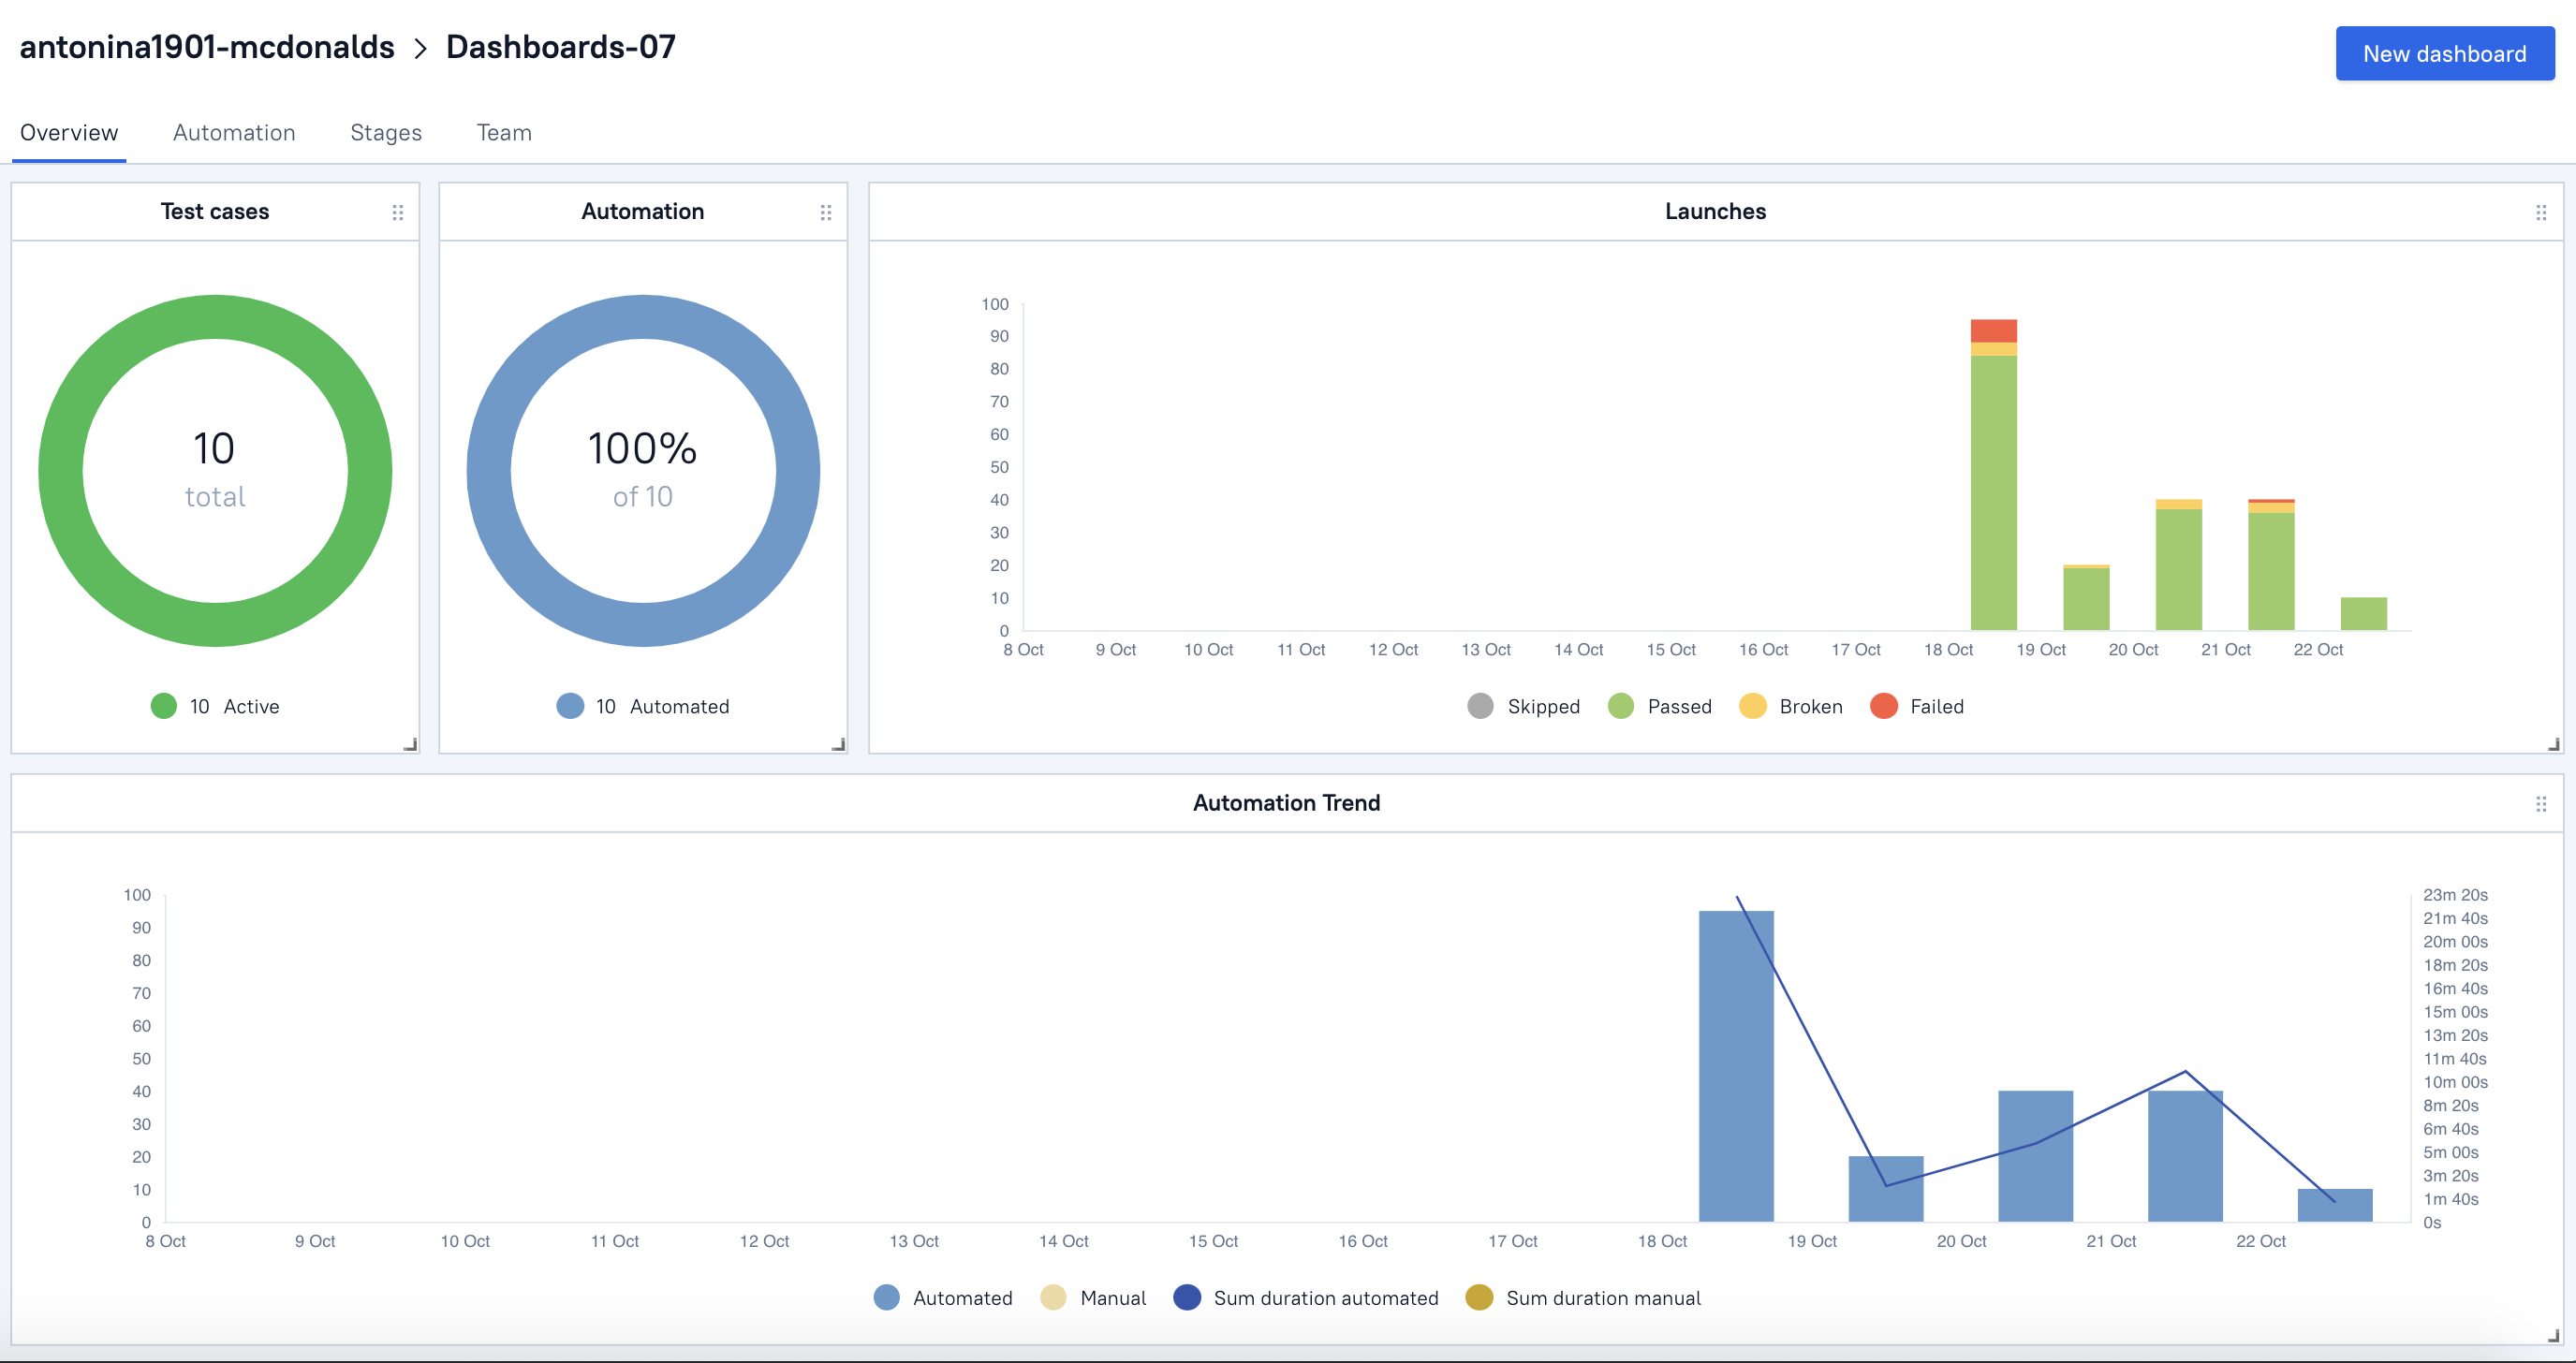 antonina1901-mcdonalds > Dashboards-07
New dashboard
Overview Automation Stages Team
Test cases
10
total
10 Active
Automation
100%
of 10
10 Automated
Launches
100
90
80
70
60
50
40
30
20
10
0
8 Oct 9 Oct 10 Oct 11 Oct 12 Oct 13 Oct 14 Oct 15 Oct 16 Oct 17 Oct 18 Oct 19 Oct 20 Oct 21 Oct 22 Oct
Skipped Passed Broken Failed
Automation Trend
100
90
80
70
60
50
40
30
20
10
0
23m 20s
21m 40s
20m 00s
18m 20s
16m 40s
15m 00s
13m 20s
11m 40s
10m 00s
8m 20s
6m 40s
5m 00s
3m 20s
1m 40s
0s
8 Oct 9 Oct 10 Oct 11 Oct 12 Oct 13 Oct 14 Oct 15 Oct 16 Oct 17 Oct 18 Oct 19 Oct 20 Oct 21 Oct 22 Oct
Automated Manual Sum duration automated Sum duration manual